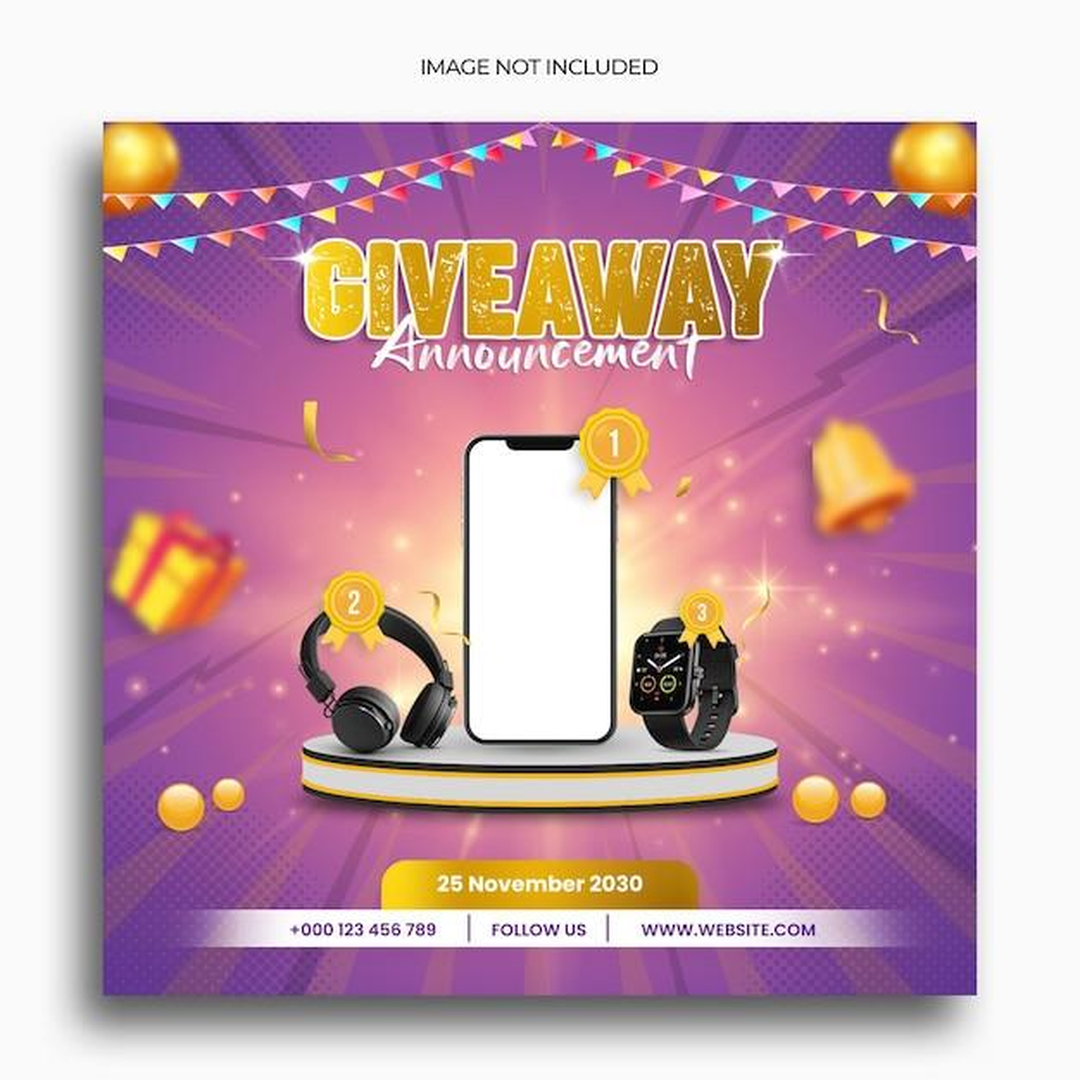 IMAGE NOT INCLUDED
GIVEAWAY
Announcement
1
2
3
25 November 2030
+000 123 456 789 | FOLLOW US | WWW.WEBSITE.COM